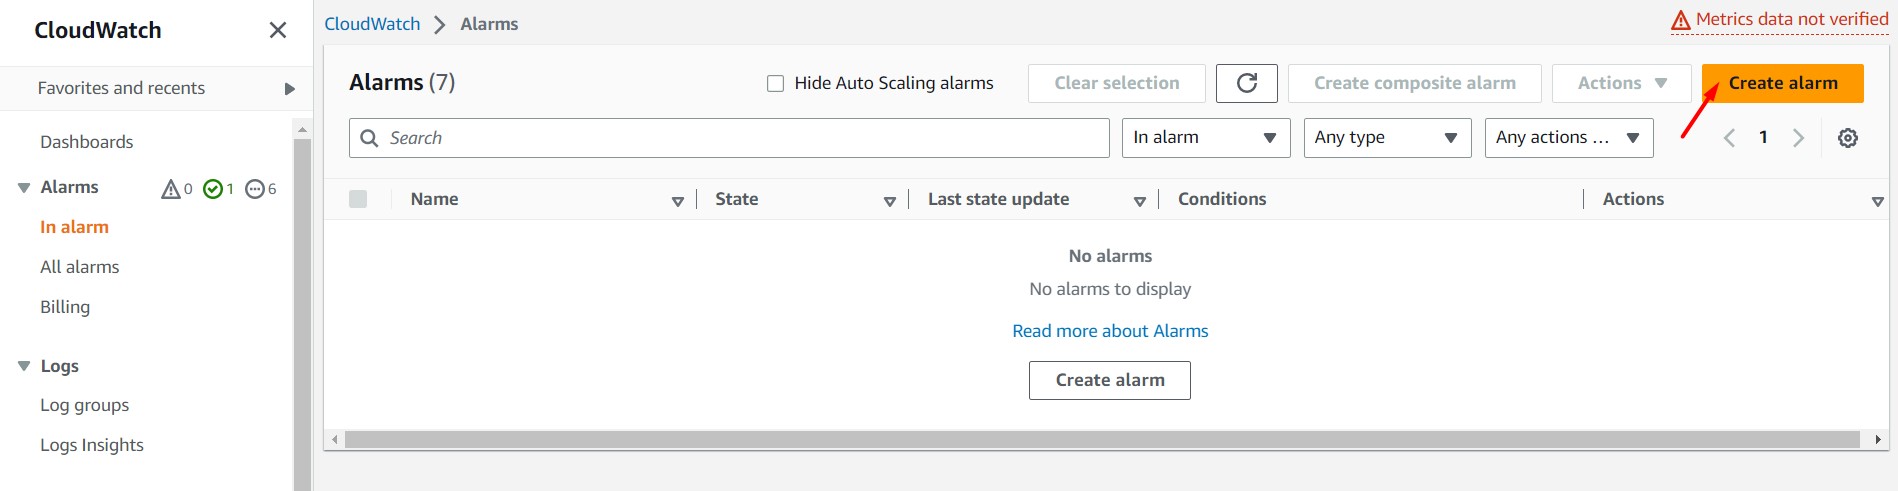 CloudWatch
Favorites and recents
Dashboards
Alarms 0 1 6
In alarm
All alarms
Billing
Logs
Log groups
Logs Insights
CloudWatch Alarms
Metrics data not verified
Alarms (7) Hide Auto Scaling alarms Clear selection Create composite alarm Actions Create alarm
Search In alarm Any type Any actions ... 1
Name State Last state update Conditions Actions
No alarms
No alarms to display
Read more about Alarms
Create alarm